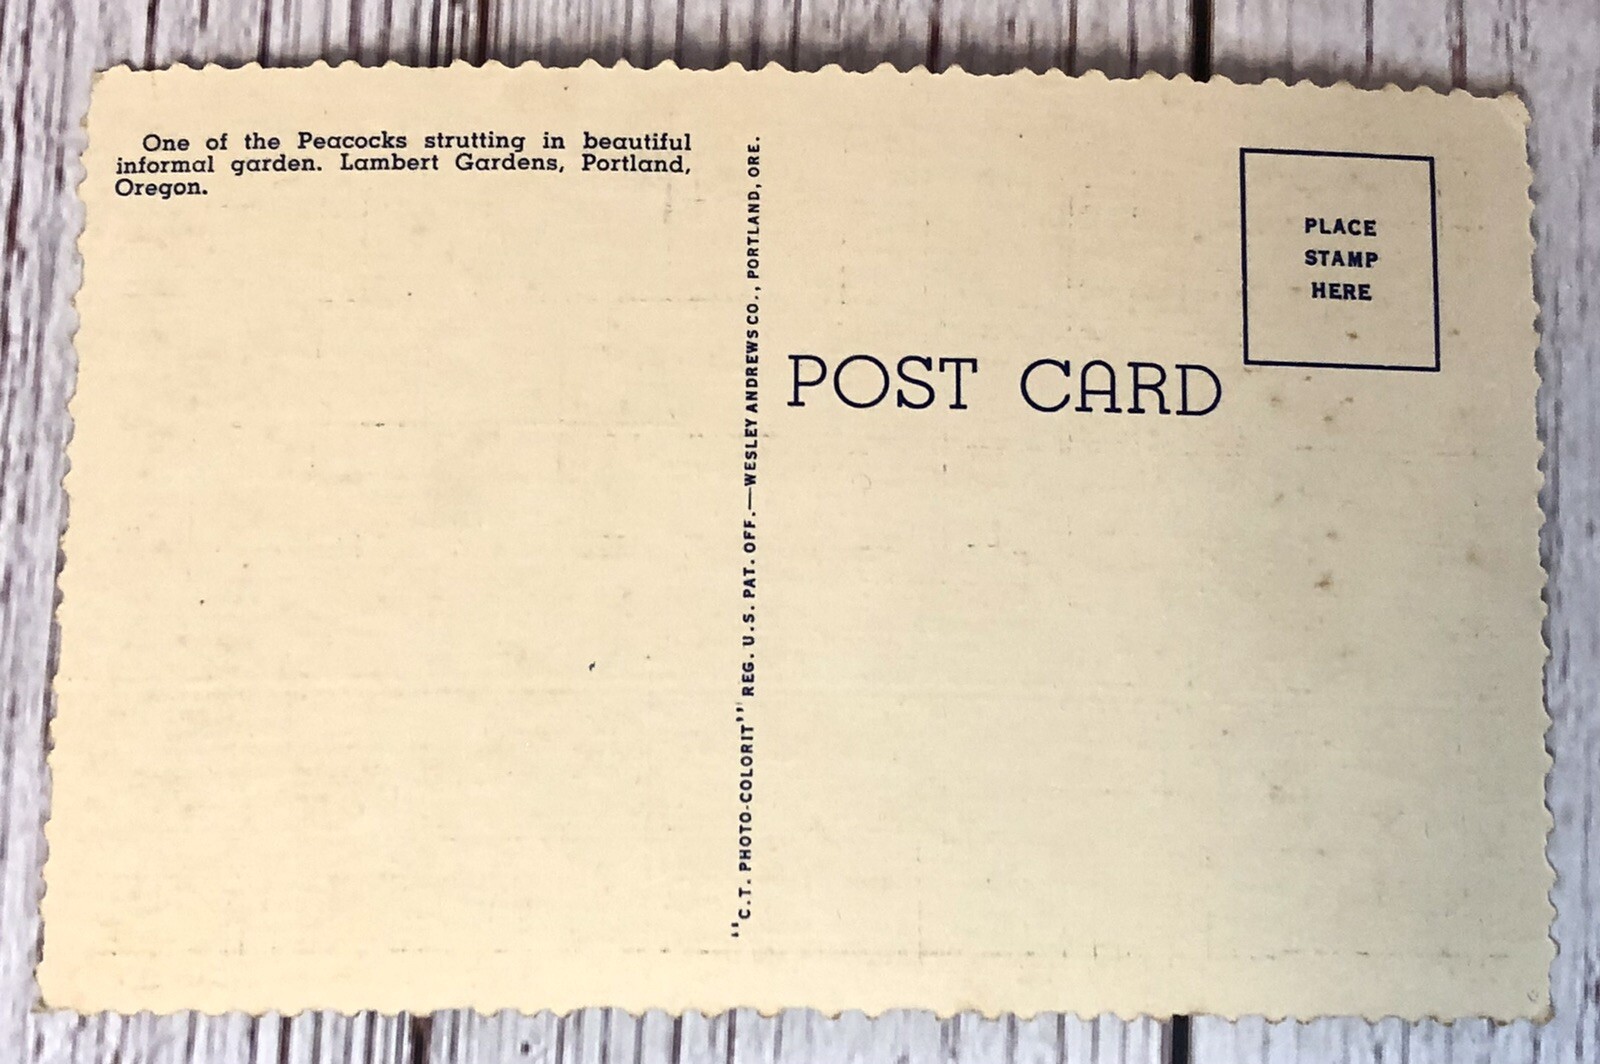 One of the Peacocks strutting in beautiful
informal garden. Lambert Gardens, Portland,
Oregon.
"C.T. PHOTO-COLORIT" REG. U.S. PAT. OFF.—WESLEY ANDREWS CO., PORTLAND, ORE.
PLACE
STAMP
HERE
POST CARD